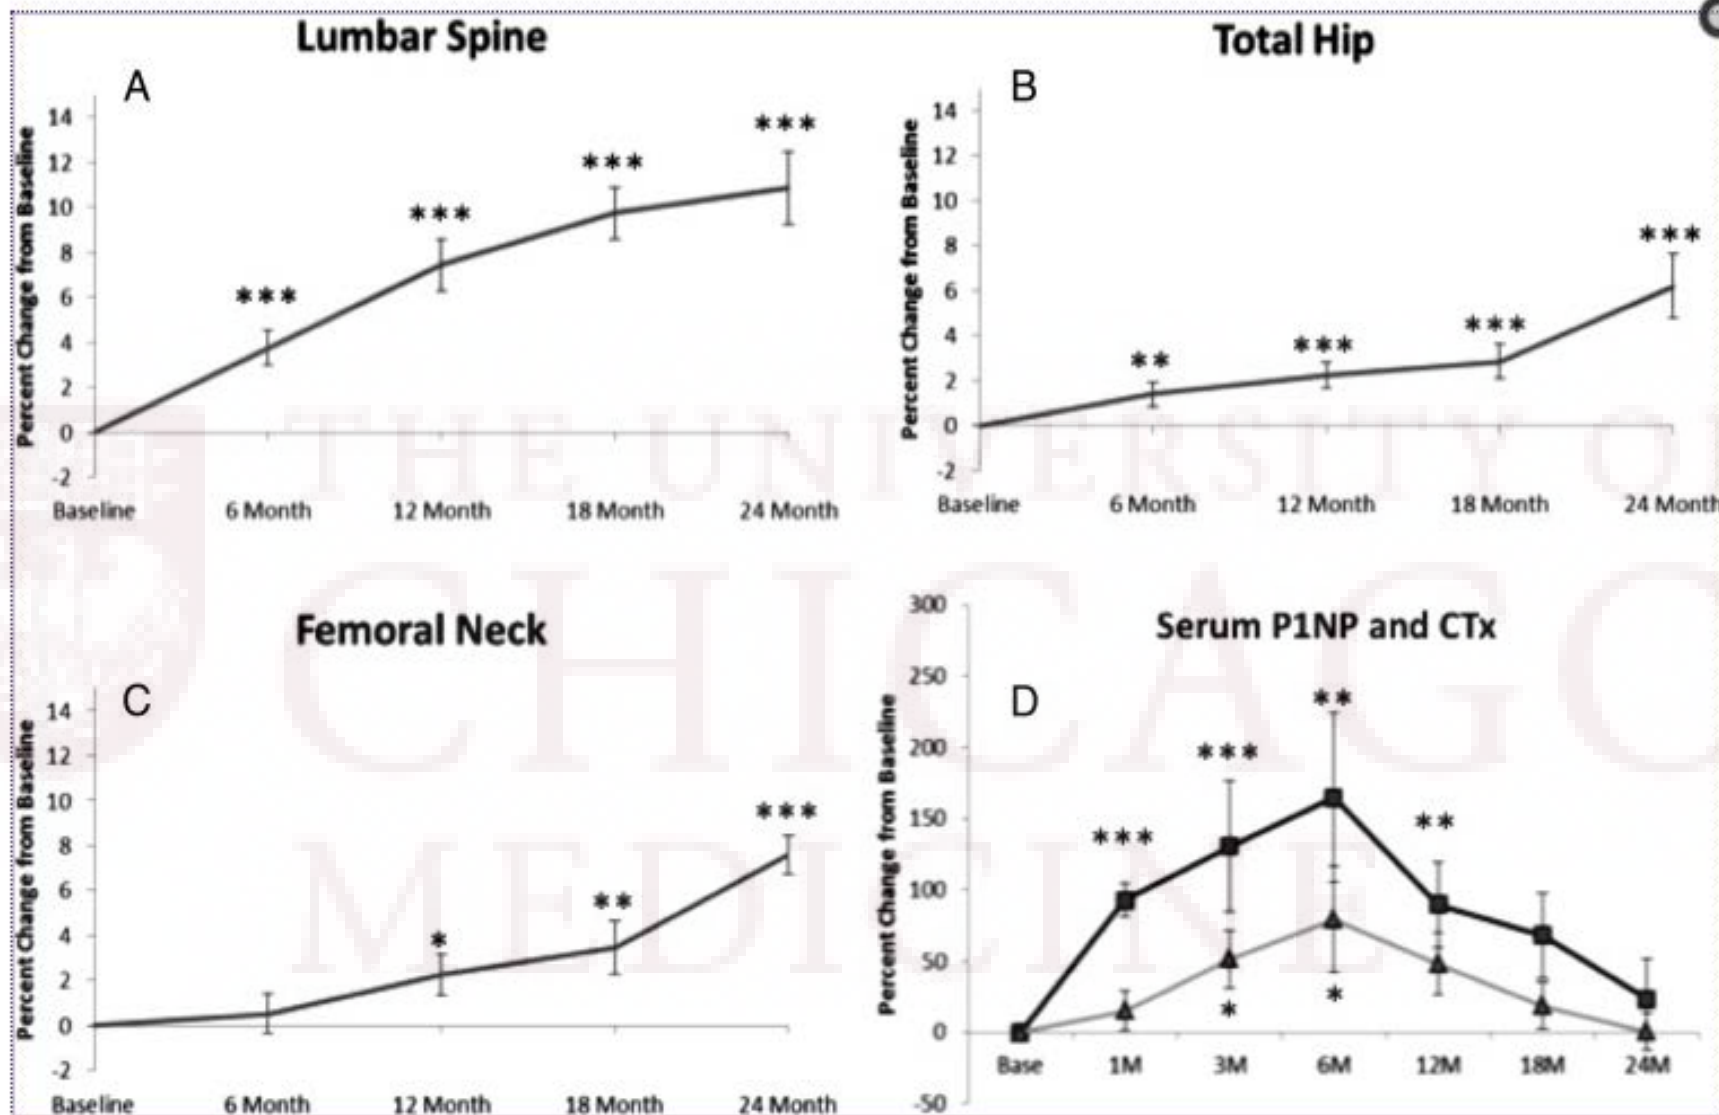 Lumbar Spine
A
Percent Change from Baseline
14
12
10
8
6
4
2
0
-2
***
***
***
***
Baseline 6 Month 12 Month 18 Month 24 Month
Total Hip
B
Percent Change from Baseline
14
12
10
8
6
4
2
0
-2
**
***
***
***
Baseline 6 Month 12 Month 18 Month 24 Month
Femoral Neck
C
Percent Change from Baseline
14
12
10
8
6
4
2
0
-2
*
**
***
Baseline 6 Month 12 Month 18 Month 24 Month
Serum P1NP and CTx
D
Percent Change from Baseline
300
250
200
150
100
50
0
-50
***
***
**
**
*
*
Base 1M 3M 6M 12M 18M 24M
THE UNIVERSITY O
CHICAGO
MEDICINE